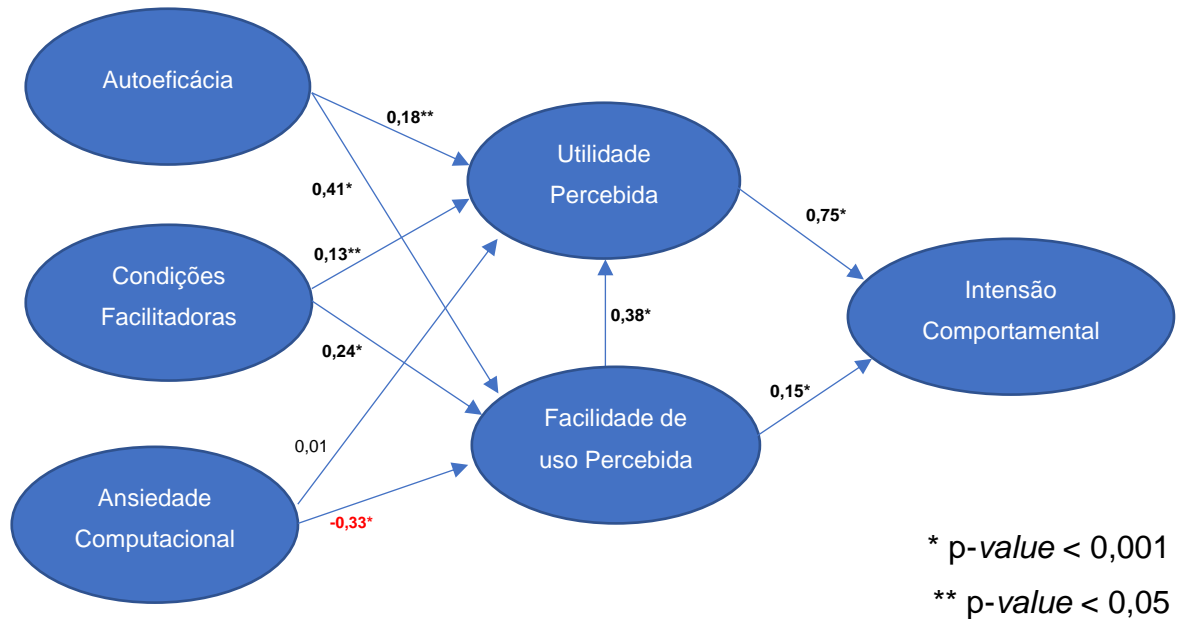 Autoeficácia
0,18**
Utilidade
Percebida
0,41*
0,75*
0,13**
Condições
Facilitadoras
Intensão
Comportamental
0,38*
0,24*
0,15*
Facilidade de
uso Percebida
0,01
Ansiedade
Computacional
-0,33*
* p-value < 0,001
** p-value < 0,05